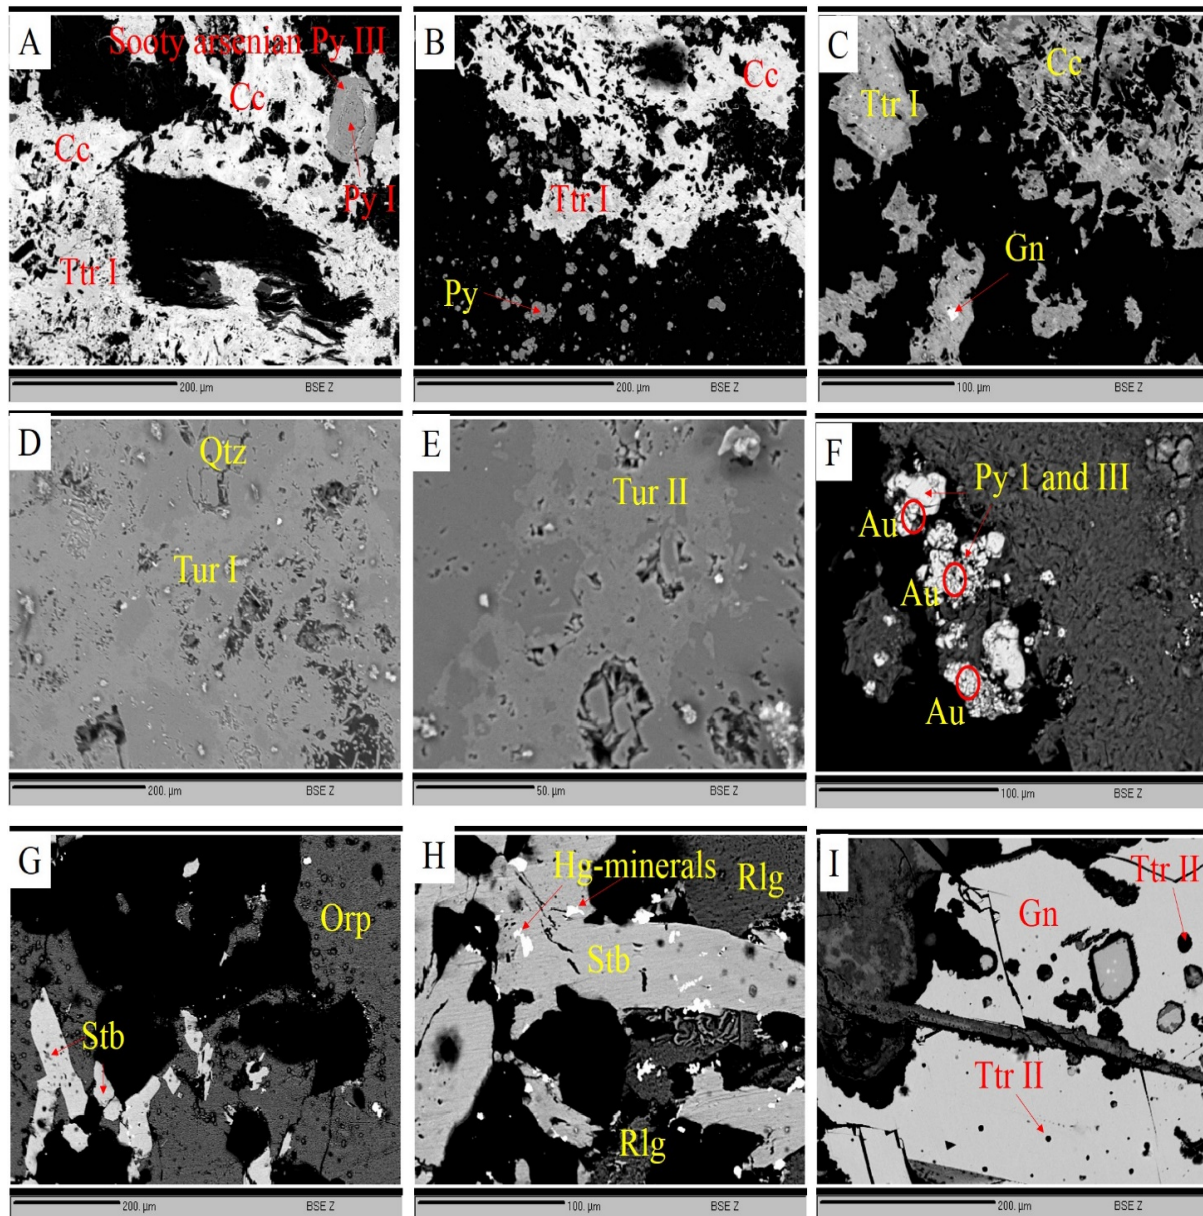 A
Sooty arsenian Py III
Cc
Cc
Py I
Ttr I
200. µm BSE Z
B
Cc
Ttr I
Py
200. µm BSE Z
C
Cc
Ttr I
Gn
100. µm BSE Z
D
Qtz
Tur I
200. µm BSE Z
E
Tur II
50. µm BSE Z
F
Py 1 and III
Au
Au
Au
100. µm BSE Z
G
Orp
Stb
200. µm BSE Z
H
Hg-minerals
Rlg
Stb
Rlg
100. µm BSE Z
I
Ttr II
Gn
Ttr II
200. µm BSE Z